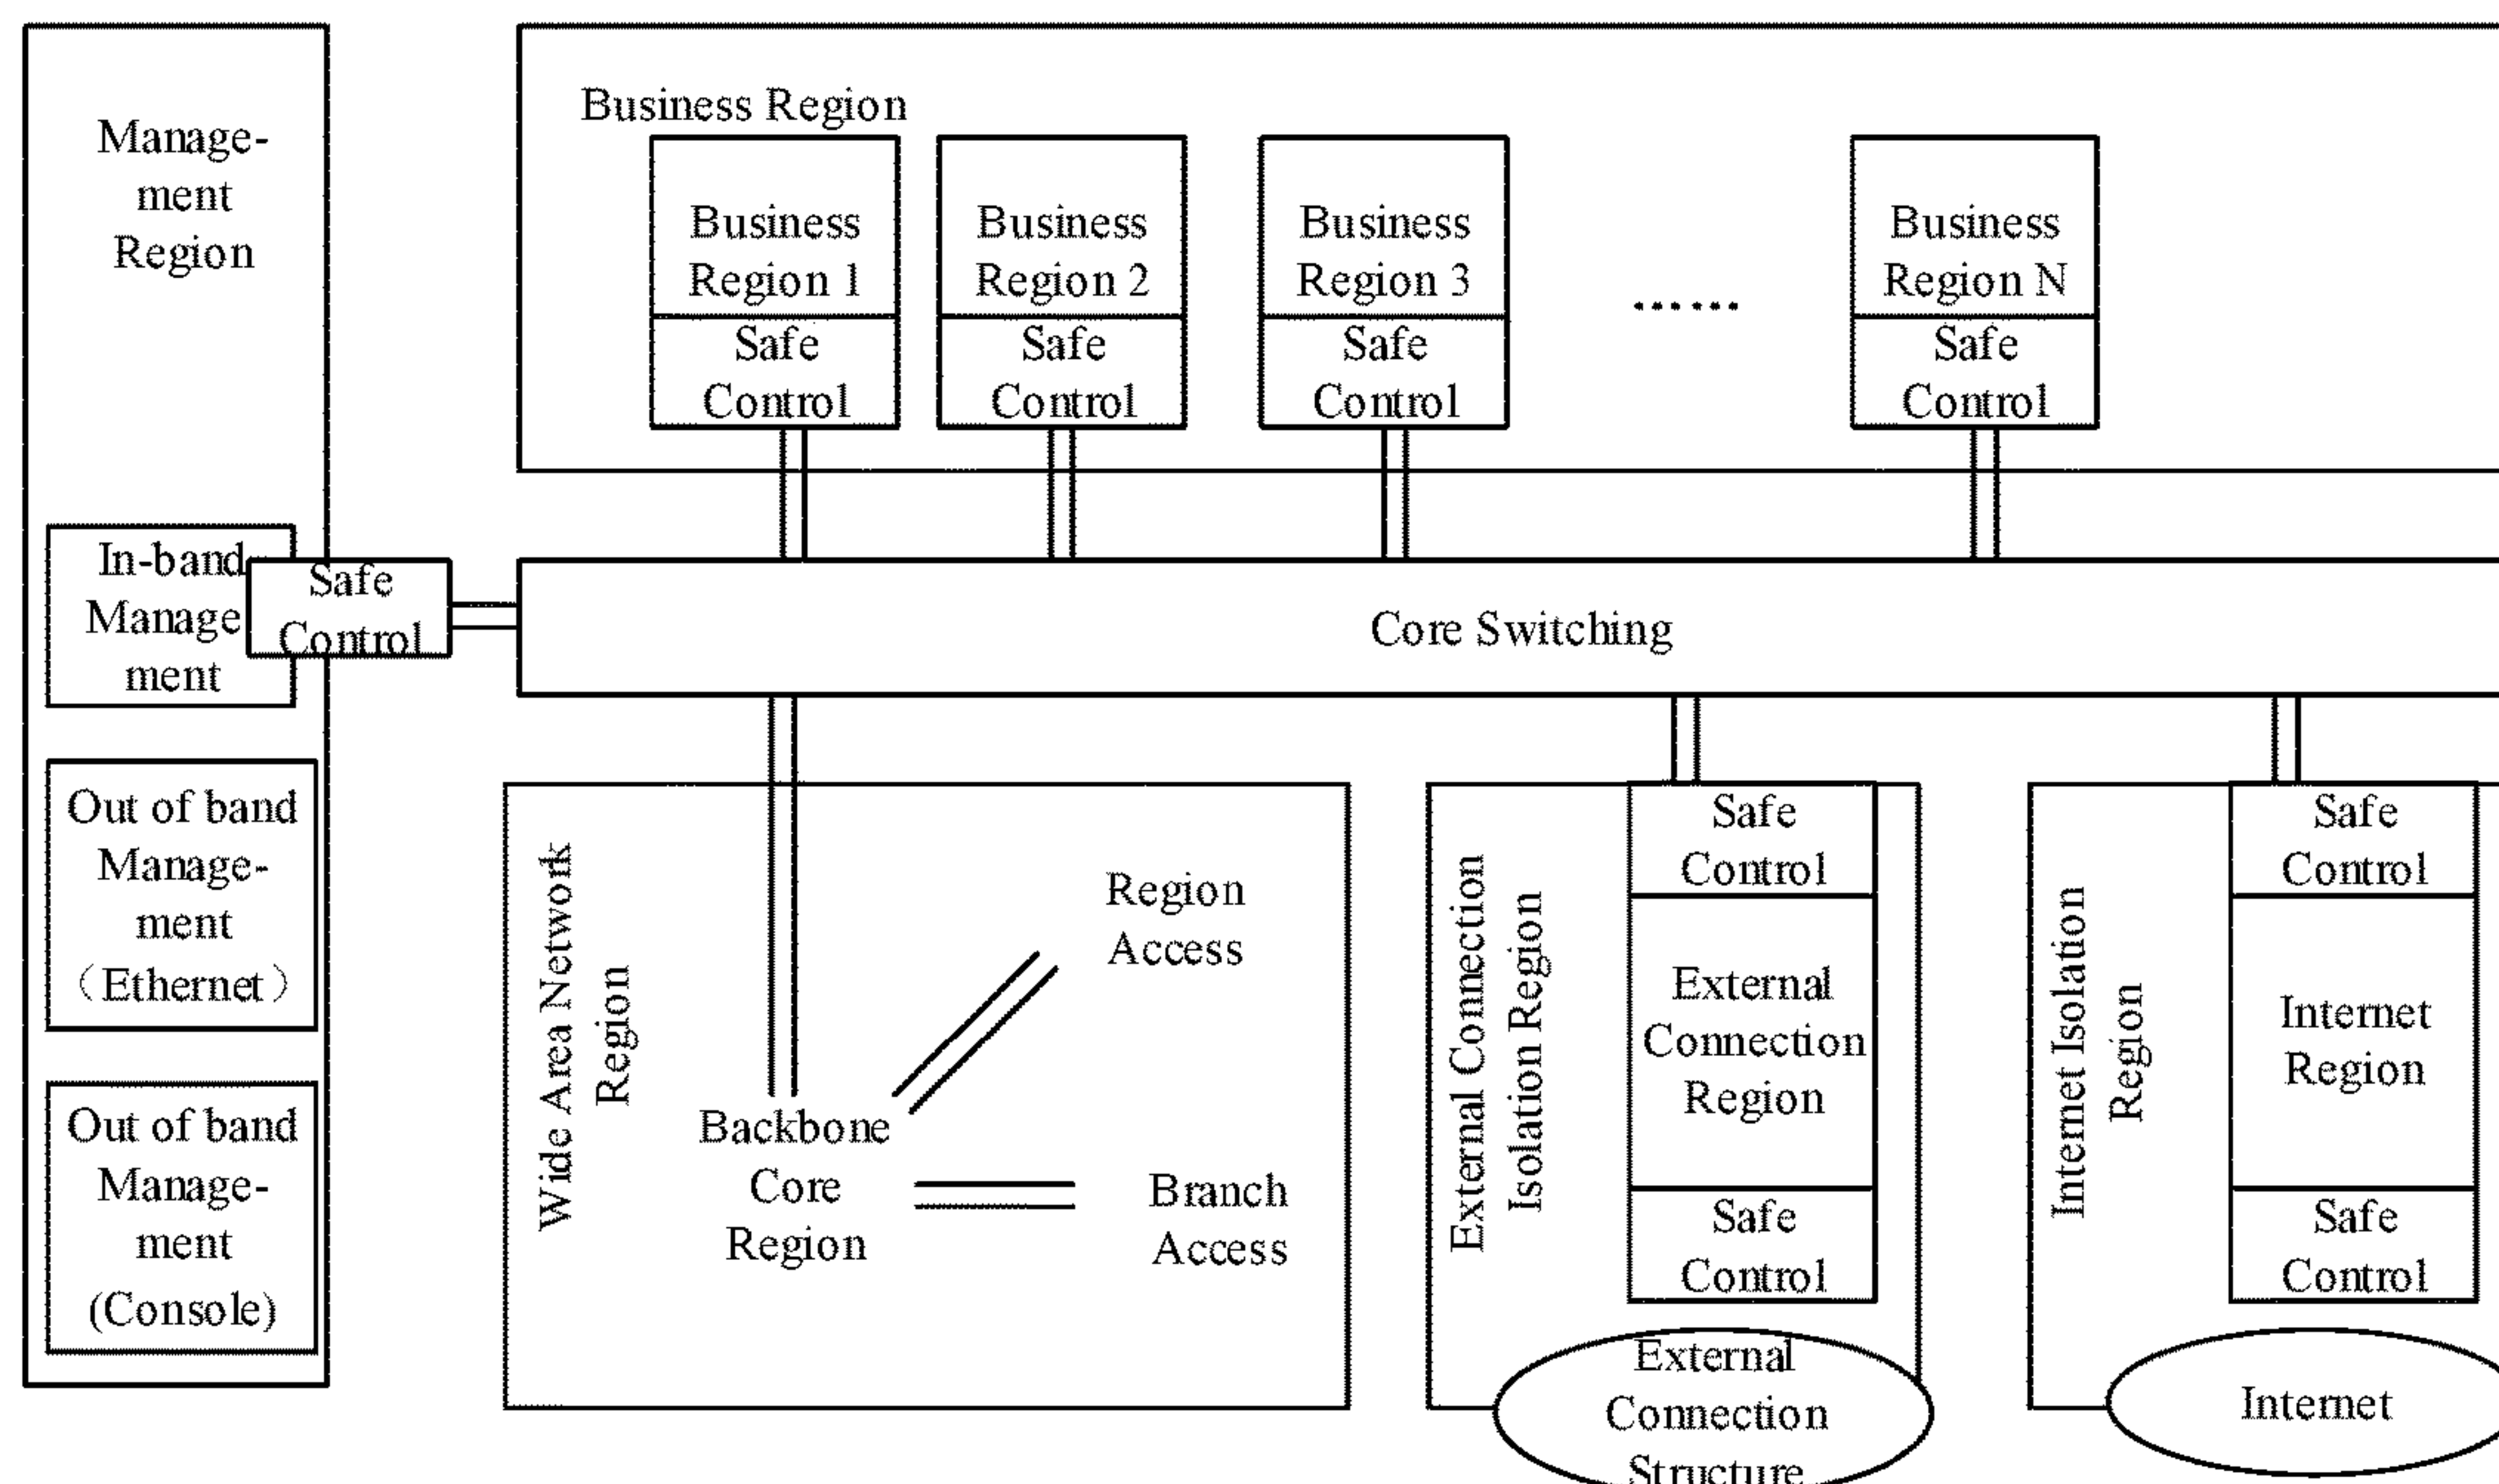 Manage-
ment
Region
In-band
Manage
ment
Safe
Control
Out of band
Manage-
ment
（Ethernet）
Out of band
Manage-
ment
(Console)
Business Region
Business
Region 1
Safe
Control
Business
Region 2
Safe
Control
Business
Region 3
Safe
Control
......
Business
Region N
Safe
Control
Core Switching
Wide Area Network
Region
Backbone
Core
Region
Region
Access
Branch
Access
External Connection
Isolation Region
Safe
Control
External
Connection
Region
Safe
Control
External
Connection
Structure
Internet Isolation
Region
Safe
Control
Internet
Region
Safe
Control
Internet